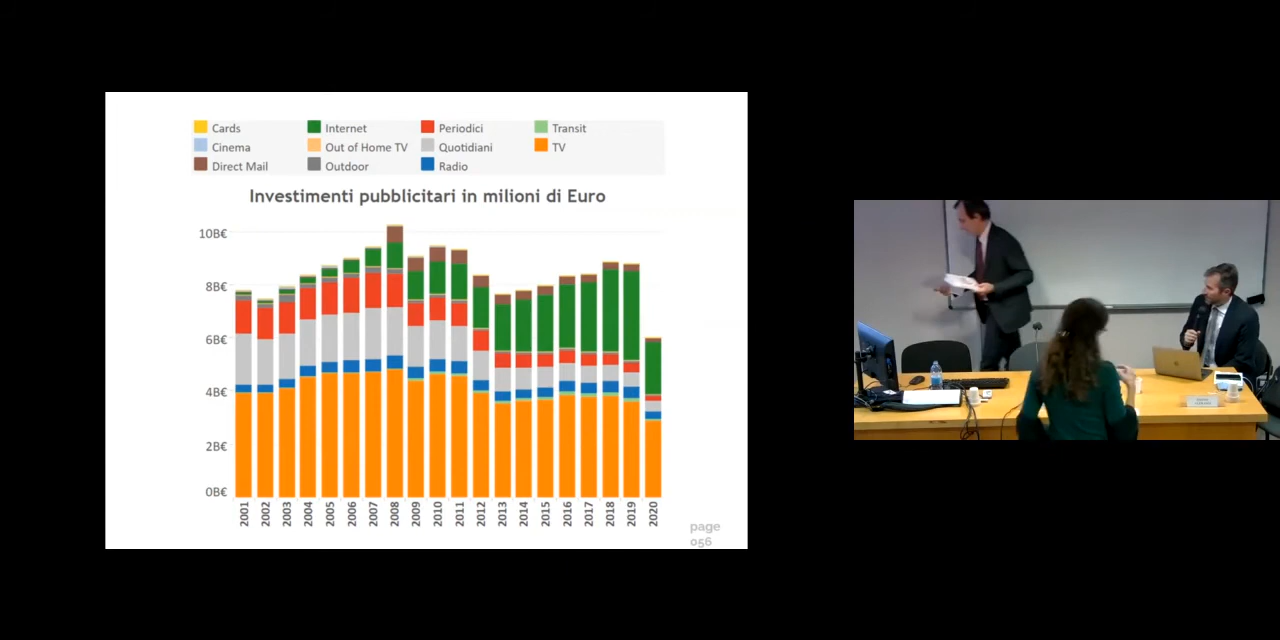 Cards Internet Periodici Transit
Cinema Out of Home TV Quotidiani TV
Direct Mail Outdoor Radio
Investimenti pubblicitari in milioni di Euro
10B€
8B€
6B€
4B€
2B€
0B€
2001 2002 2003 2004 2005 2006 2007 2008 2009 2010 2011 2012 2013 2014 2015 2016 2017 2018 2019 2020
page
056